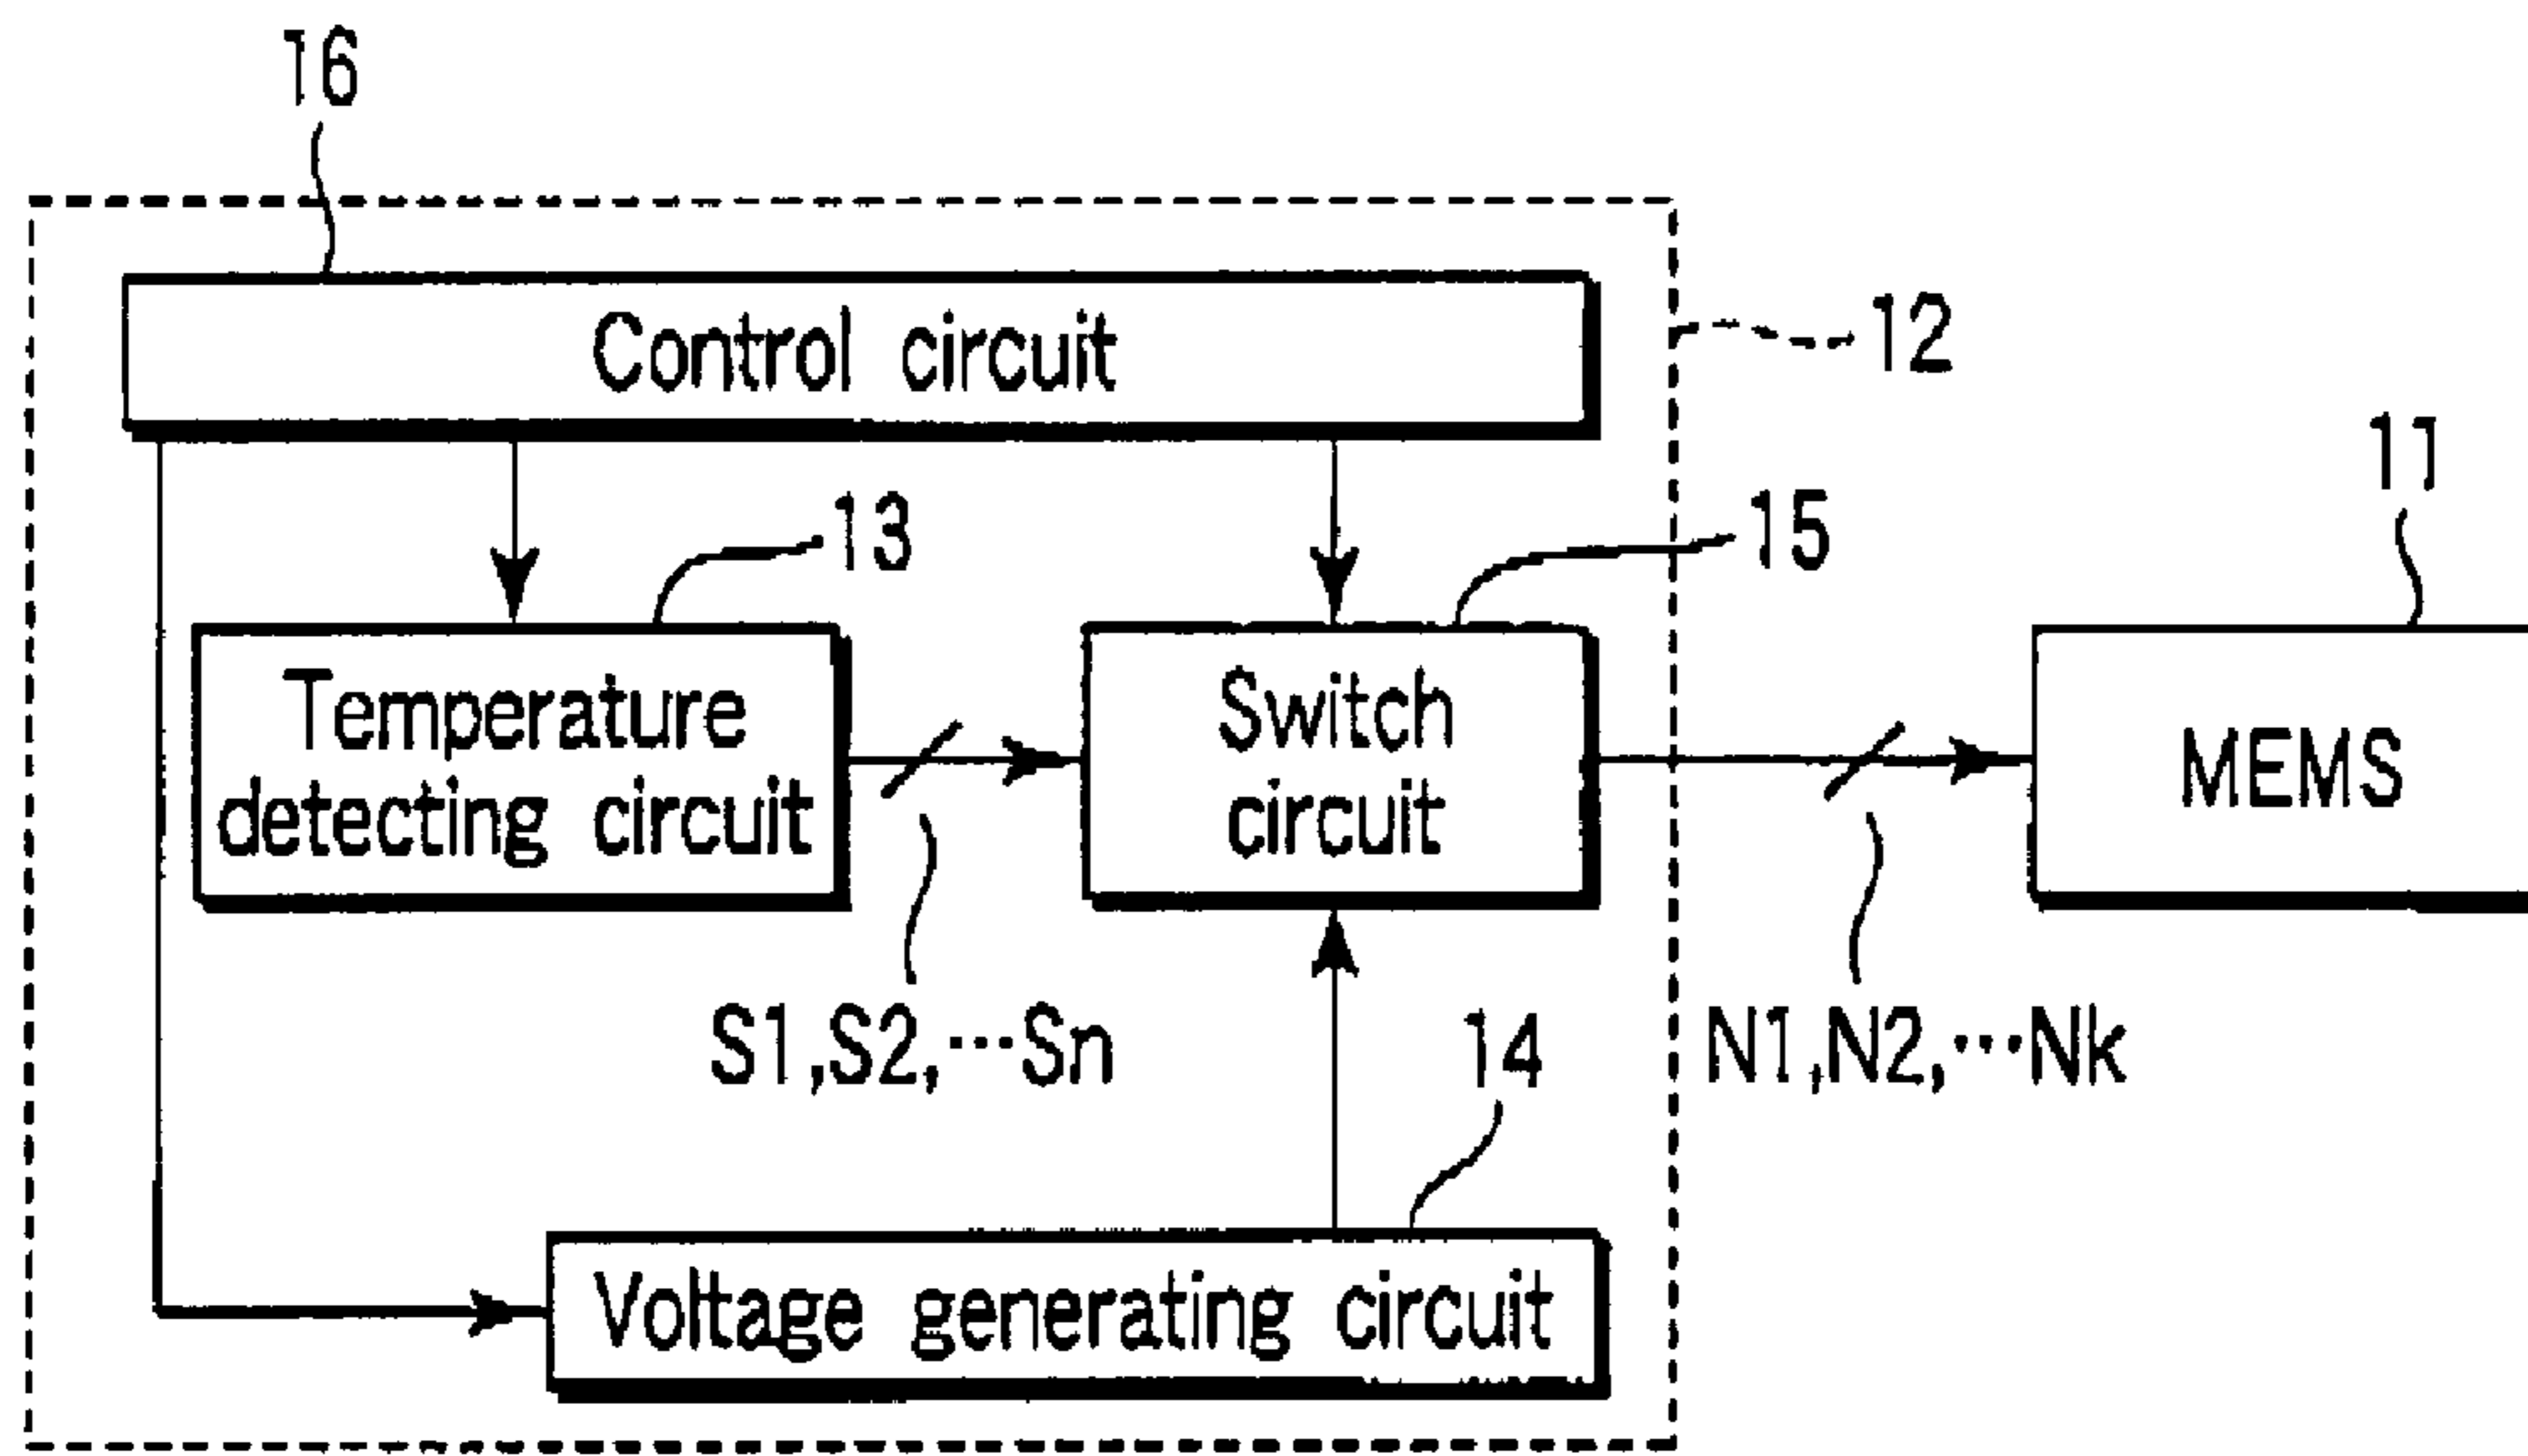 16
Control circuit
12
11
13
15
Temperature
detecting circuit
Switch
circuit
MEMS
S1,S2,···Sn
14
N1,N2,···Nk
Voltage generating circuit